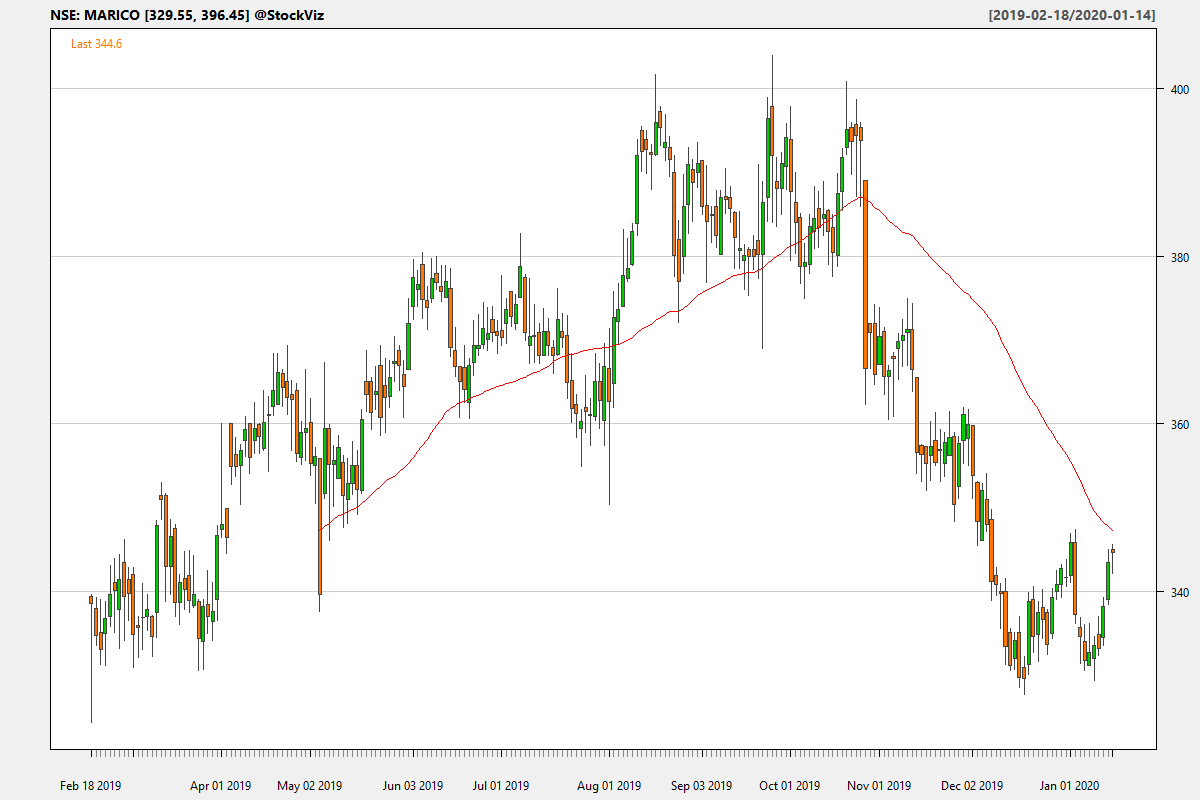 NSE: MARICO [329.55, 396.45] @StockViz
[2019-02-18/2020-01-14]
Last 344.6
400
380
360
340
Feb 18 2019 Apr 01 2019 May 02 2019 Jun 03 2019 Jul 01 2019 Aug 01 2019 Sep 03 2019 Oct 01 2019 Nov 01 2019 Dec 02 2019 Jan 01 2020